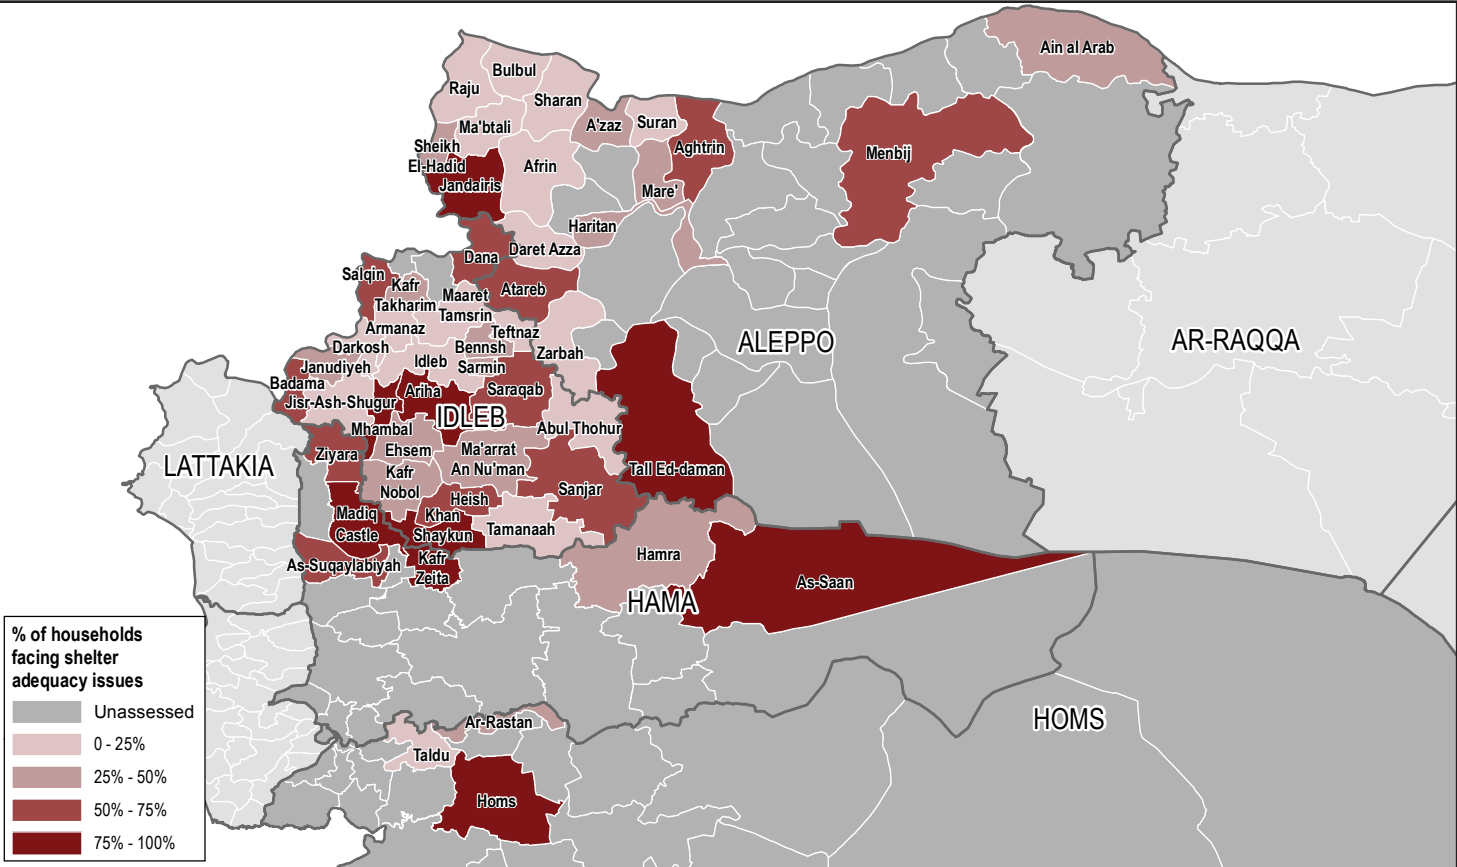 Ain al Arab
Bulbul
Raju
Sharan
Ma'btali
A'zaz
Suran
Aghtrin
Menbij
Sheikh
El-Hadid
Jandairis
Afrin
Mare'
Haritan
Daret Azza
Dana
Salqin
Kafr
Takharim
Atareb
Maaret
Tamsrin
Armanaz
Teftnaz
Darkosh
Bennsh
Zarbah
ALEPPO
AR-RAQQA
Janudiyeh
Idleb
Sarmin
Badama
Ariha
Saraqab
Jisr-Ash-Shugur
IDLEB
Mhambal
Abul Thohur
Ziyara
Ehsem
Ma'arrat
An Nu'man
LATTAKIA
Kafr
Nobol
Tall Ed-daman
Heish
Sanjar
Madiq
Castle
Khan
Shaykun
Tamanaah
As-Suqaylabiyah
Kafr
Zeita
Hamra
As-Saan
HAMA
Ar-Rastan
HOMS
Taldu
Homs
% of households
facing shelter
adequacy issues
Unassessed
0 - 25%
25% - 50%
50% - 75%
75% - 100%